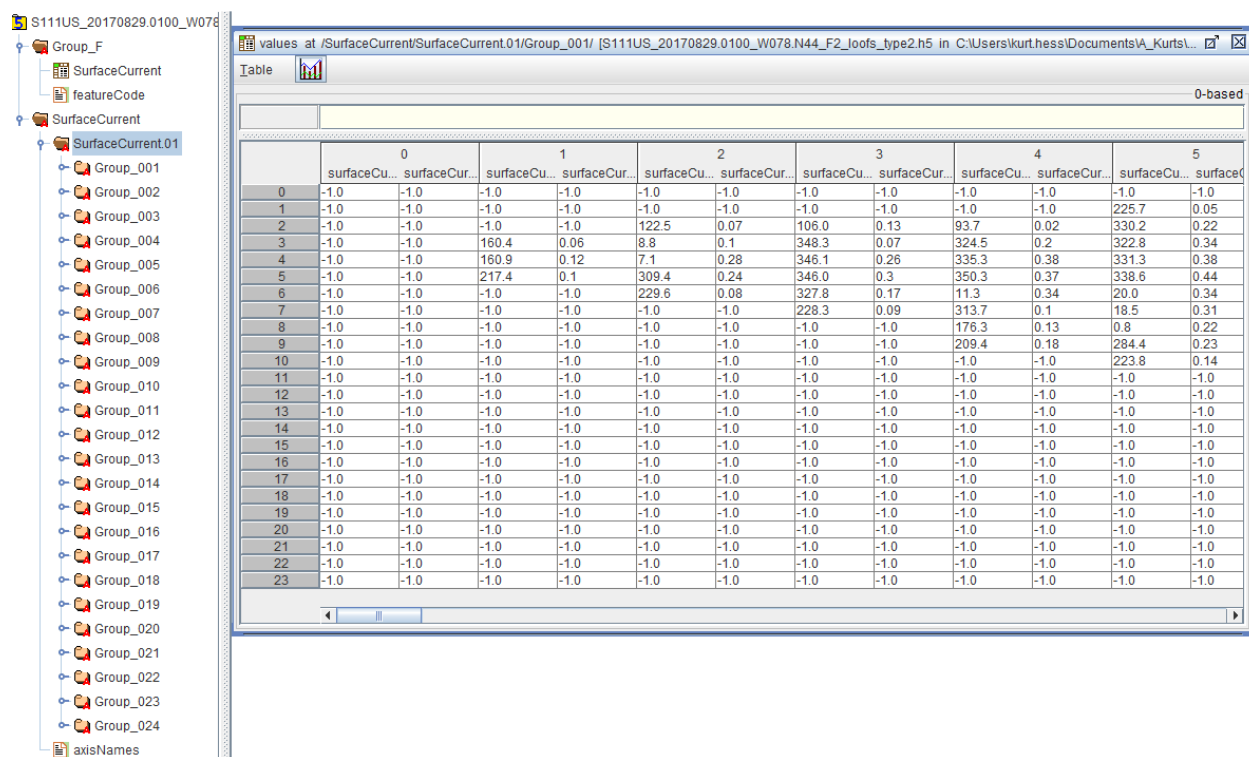 S111US_20170829.0100_W078
Group_F
SurfaceCurrent
featureCode
SurfaceCurrent
SurfaceCurrent.01
Group_001
Group_002
Group_003
Group_004
Group_005
Group_006
Group_007
Group_008
Group_009
Group_010
Group_011
Group_012
Group_013
Group_014
Group_015
Group_016
Group_017
Group_018
Group_019
Group_020
Group_021
Group_022
Group_023
Group_024
axisNames
values at /SurfaceCurrent/SurfaceCurrent.01/Group_001/ [S111US_20170829.0100_W078.N44_F2_loofs_type2.h5 in C:\Users\kurt.hess\Documents\A_Kurts\...
Table
0-based
0 1 2 3 4 5
surfaceCu... surfaceCur... surfaceCu... surfaceCur... surfaceCu... surfaceCur... surfaceCu... surfaceCur... surfaceCu... surfaceCur... surfaceCu... surfaceC
0 -1.0 -1.0 -1.0 -1.0 -1.0 -1.0 -1.0 -1.0 -1.0 -1.0 -1.0 -1.0
1 -1.0 -1.0 -1.0 -1.0 -1.0 -1.0 -1.0 -1.0 -1.0 -1.0 225.7 0.05
2 -1.0 -1.0 -1.0 -1.0 122.5 0.07 106.0 0.13 93.7 0.02 330.2 0.22
3 -1.0 -1.0 160.4 0.06 8.8 0.1 348.3 0.07 324.5 0.2 322.8 0.34
4 -1.0 -1.0 160.9 0.12 7.1 0.28 346.1 0.26 335.3 0.38 331.3 0.38
5 -1.0 -1.0 217.4 0.1 309.4 0.24 346.0 0.3 350.3 0.37 338.6 0.44
6 -1.0 -1.0 -1.0 -1.0 229.6 0.08 327.8 0.17 11.3 0.34 20.0 0.34
7 -1.0 -1.0 -1.0 -1.0 -1.0 -1.0 228.3 0.09 313.7 0.1 18.5 0.31
8 -1.0 -1.0 -1.0 -1.0 -1.0 -1.0 -1.0 -1.0 176.3 0.13 0.8 0.22
9 -1.0 -1.0 -1.0 -1.0 -1.0 -1.0 -1.0 -1.0 209.4 0.18 284.4 0.23
10 -1.0 -1.0 -1.0 -1.0 -1.0 -1.0 -1.0 -1.0 -1.0 -1.0 223.8 0.14
11 -1.0 -1.0 -1.0 -1.0 -1.0 -1.0 -1.0 -1.0 -1.0 -1.0 -1.0 -1.0
12 -1.0 -1.0 -1.0 -1.0 -1.0 -1.0 -1.0 -1.0 -1.0 -1.0 -1.0 -1.0
13 -1.0 -1.0 -1.0 -1.0 -1.0 -1.0 -1.0 -1.0 -1.0 -1.0 -1.0 -1.0
14 -1.0 -1.0 -1.0 -1.0 -1.0 -1.0 -1.0 -1.0 -1.0 -1.0 -1.0 -1.0
15 -1.0 -1.0 -1.0 -1.0 -1.0 -1.0 -1.0 -1.0 -1.0 -1.0 -1.0 -1.0
16 -1.0 -1.0 -1.0 -1.0 -1.0 -1.0 -1.0 -1.0 -1.0 -1.0 -1.0 -1.0
17 -1.0 -1.0 -1.0 -1.0 -1.0 -1.0 -1.0 -1.0 -1.0 -1.0 -1.0 -1.0
18 -1.0 -1.0 -1.0 -1.0 -1.0 -1.0 -1.0 -1.0 -1.0 -1.0 -1.0 -1.0
19 -1.0 -1.0 -1.0 -1.0 -1.0 -1.0 -1.0 -1.0 -1.0 -1.0 -1.0 -1.0
20 -1.0 -1.0 -1.0 -1.0 -1.0 -1.0 -1.0 -1.0 -1.0 -1.0 -1.0 -1.0
21 -1.0 -1.0 -1.0 -1.0 -1.0 -1.0 -1.0 -1.0 -1.0 -1.0 -1.0 -1.0
22 -1.0 -1.0 -1.0 -1.0 -1.0 -1.0 -1.0 -1.0 -1.0 -1.0 -1.0 -1.0
23 -1.0 -1.0 -1.0 -1.0 -1.0 -1.0 -1.0 -1.0 -1.0 -1.0 -1.0 -1.0